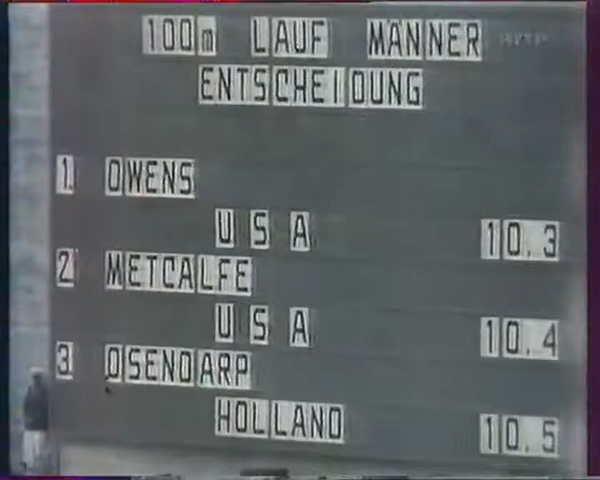 100m LAUF MÄNNER
ENTSCHEIDUNG
1. OWENS
USA 10.3
2. METCALFE
USA 10.4
3. OSENDARP
HOLLAND 10.5